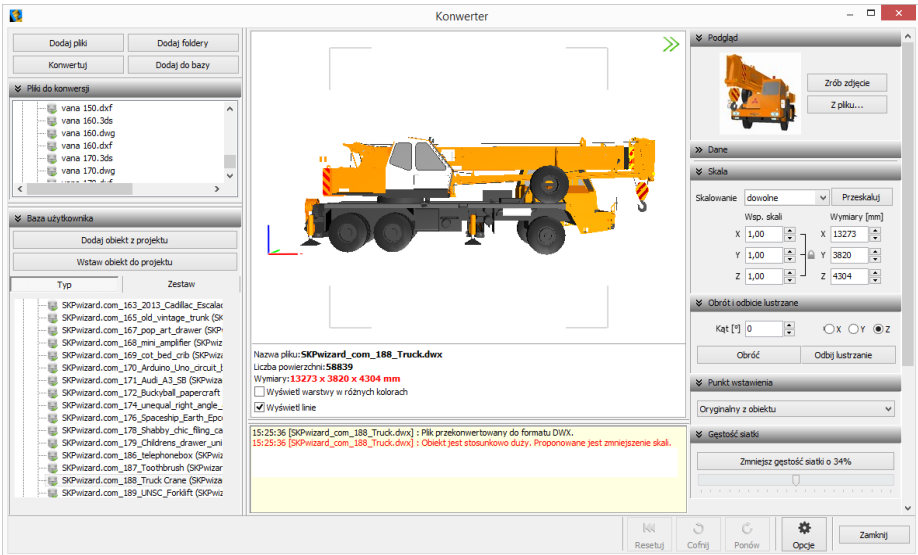 Konwerter
Dodaj pliki
Dodaj foldery
Konwertuj
Dodaj do bazy
Pliki do konwersji
vana 150.dxf
vana 160.3ds
vana 160.dwg
vana 160.dxf
vana 170.3ds
vana 170.dwg
Baza użytkownika
Dodaj obiekt z projektu
Wstaw obiekt do projektu
Typ
Zestaw
SKPwizard.com_163_2013_Cadillac_Escalad
SKPwizard.com_165_old_vintage_trunk (SK
SKPwizard.com_167_pop_art_drawer (SKP
SKPwizard.com_168_mini_amplifier (SKPwiz
SKPwizard.com_169_cot_bed_crib (SKPwiza
SKPwizard.com_170_Arduino_Uno_circuit_b
SKPwizard.com_171_Audi_A3_SB (SKPwizar
SKPwizard.com_172_Buckyball_papercraft
SKPwizard.com_174_unequal_right_angle_
SKPwizard.com_176_Spaceship_Earth_Epco
SKPwizard.com_178_Shabby_chic_filing_ca
SKPwizard.com_179_Childrens_drawer_uni
SKPwizard.com_186_telephonebox (SKPwiz
SKPwizard.com_187_Toothbrush (SKPwizar
SKPwizard.com_188_Truck Crane (SKPwiza
SKPwizard.com_189_UNSC_Forklift (SKPwiz
Nazwa pliku:SKPwizard_com_188_Truck.dwx
Liczba powierzchni:58839
Wymiary:13273 x 3820 x 4304 mm
Wyświetl warstwy w różnych kolorach
Wyświetl linie
15:25:36 [SKPwizard_com_188_Truck.dwx] : Plik przekonwertowany do formatu DWX.
15:25:36 [SKPwizard_com_188_Truck.dwx] : Obiekt jest stosunkowo duży. Proponowane jest zmniejszenie skali.
Podgląd
Zrób zdjęcie
Z pliku...
Dane
Skala
Skalowanie dowolne Przeskaluj
Wsp. skali Wymiary [mm]
X 1,00 X 13273
Y 1,00 Y 3820
Z 1,00 Z 4304
Obrót i odbicie lustrzane
Kąt [°] 0 X Y Z
Obróć Odbij lustrzanie
Punkt wstawienia
Oryginalny z obiektu
Gęstość siatki
Zmniejsz gęstość siatki o 34%
Resetuj Cofnij Ponów Opcje Zamknij